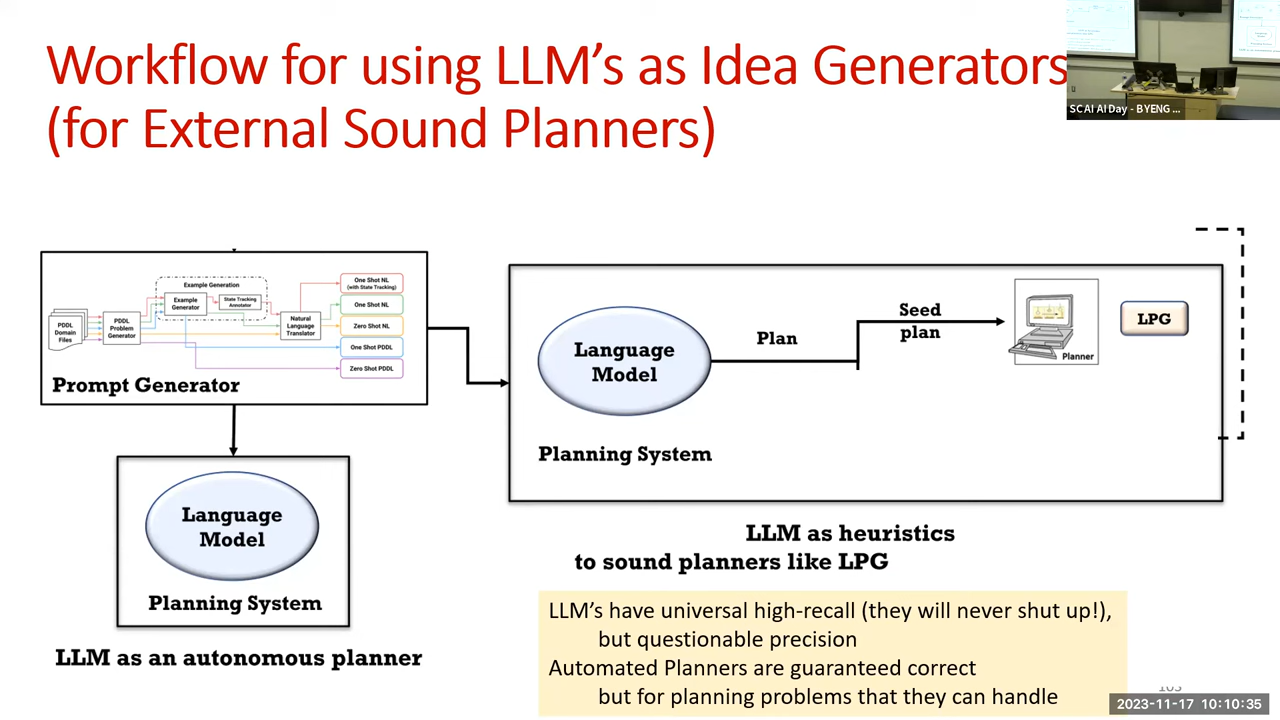 Workflow for using LLM's as Idea Generators
(for External Sound Planners)
SCAI AI Day - BYENG ...
Example Generation
Example
Generator
State Tracking
Annotator
PDDL
Domain
Files
PDDL
Problem
Generator
Natural
Language
Translator
One Shot NL
(with State Tracking)
One Shot NL
Zero Shot NL
One Shot PDDL
Zero Shot PDDL
Prompt Generator
Language
Model
Planning System
LLM as an autonomous planner
Language
Model
Plan
Seed
plan
Planner
LPG
Planning System
LLM as heuristics
to sound planners like LPG
LLM's have universal high-recall (they will never shut up!),
but questionable precision
Automated Planners are guaranteed correct
but for planning problems that they can handle
2023-11-17 10:10:35